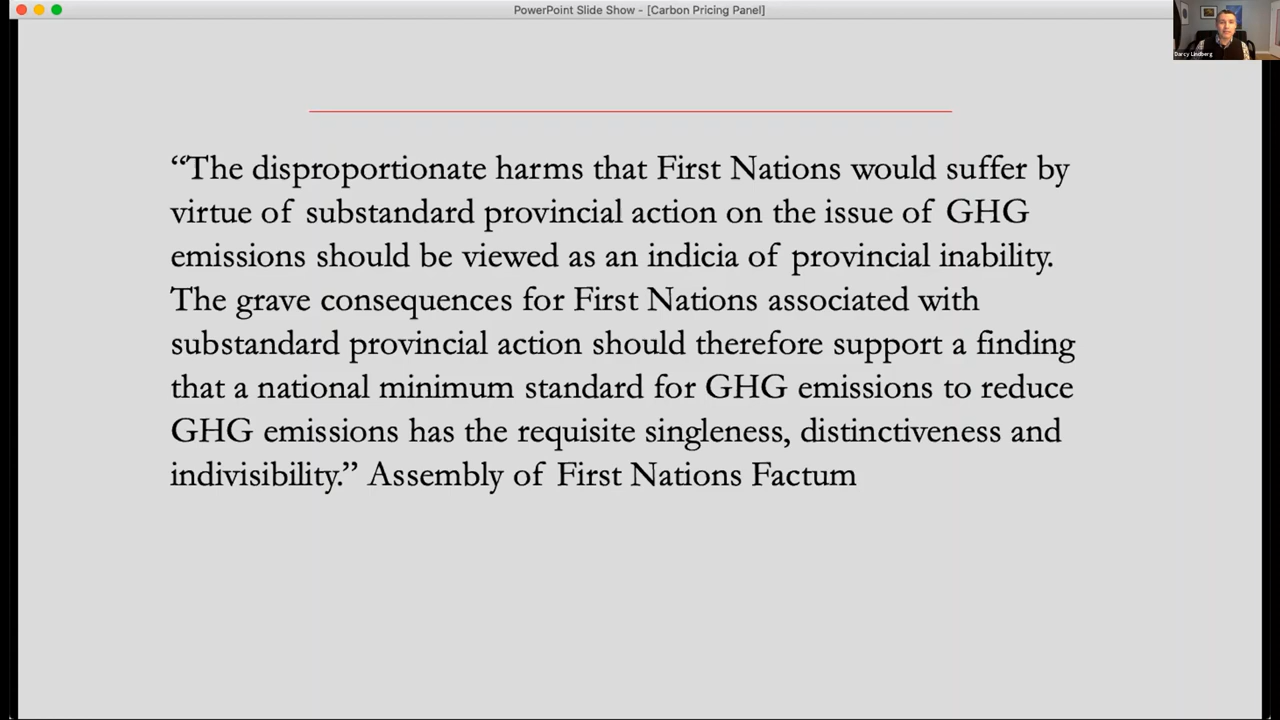 PowerPoint Slide Show - [Carbon Pricing Panel]
Darcy Lindberg
“The disproportionate harms that First Nations would suffer by
virtue of substandard provincial action on the issue of GHG
emissions should be viewed as an indicia of provincial inability.
The grave consequences for First Nations associated with
substandard provincial action should therefore support a finding
that a national minimum standard for GHG emissions to reduce
GHG emissions has the requisite singleness, distinctiveness and
indivisibility.” Assembly of First Nations Factum